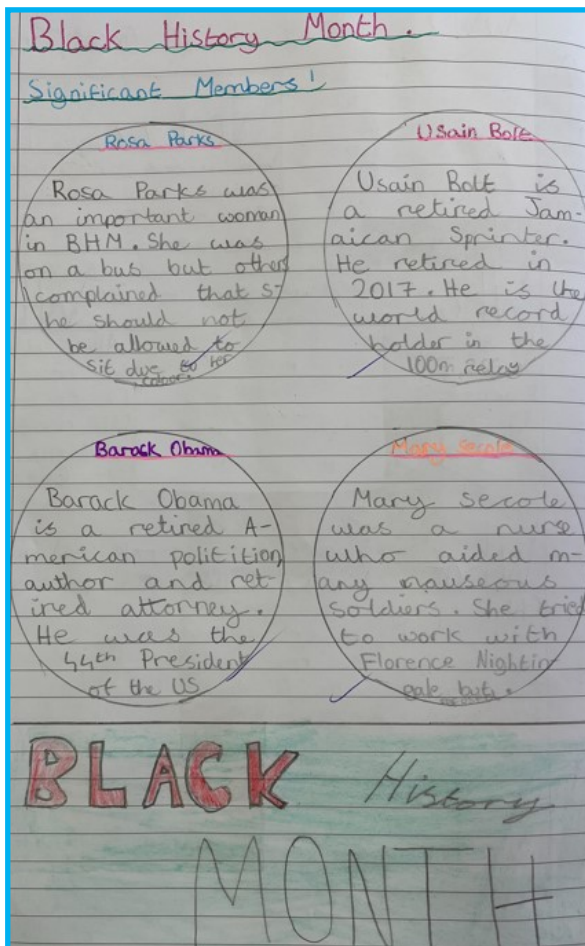 Black History Month.
Significant Members!
Rosa Parks
Rosa Parks was
an important woman
in BHM. She was
on a bus but others
complained that s-
he should not
be allowed to
sit due to her
colour.
Usain Bolt
Usain Bolt is
a retired Jam-
aican Sprinter.
He retired in
2017. He is the
world record
holder in the
100m relay
Barack Obama
Barack Obama
is a retired A-
merican politition,
author and ret-
ired attorney.
He was the
44th President
of the US
Mary Secole
Mary secole
was a nurse
who aided m-
any nauseous
soldiers. She tried
to work with
Florence Nightin
gale but
BLACK History
MONTH